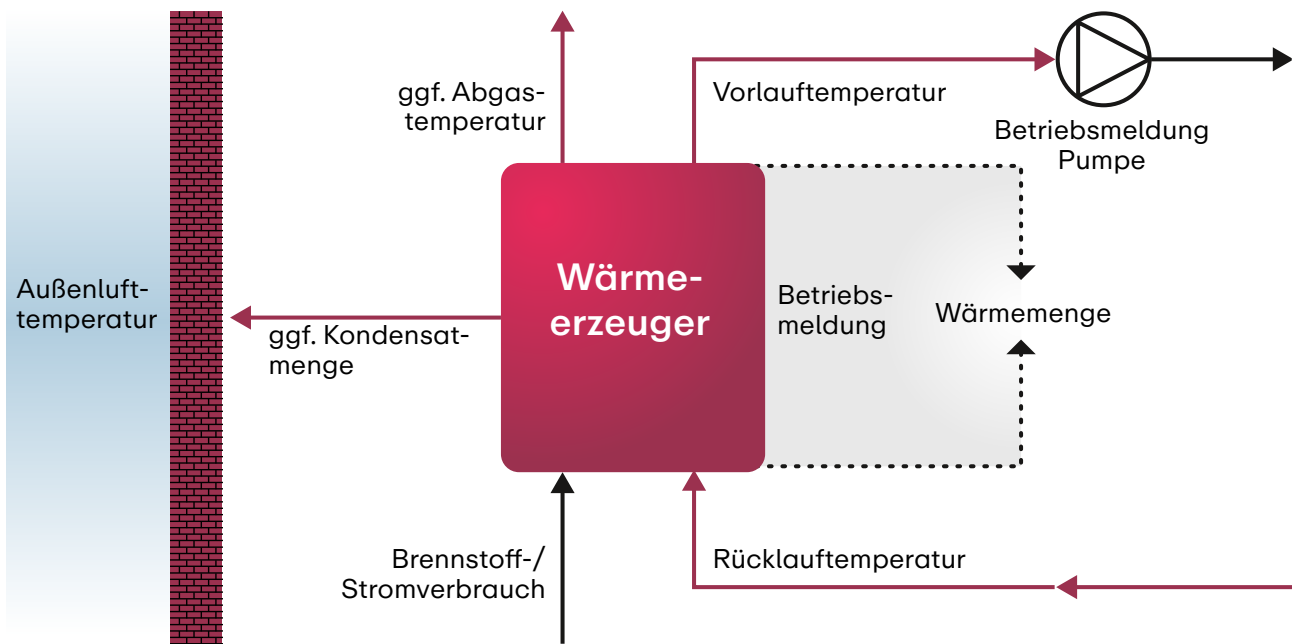 ggf. Abgas-
temperatur
Vorlauftemperatur
Betriebsmeldung
Pumpe
Außenluft-
temperatur
ggf. Kondensat-
menge
Wärme-
erzeuger
Betriebs-
meldung
Wärmemenge
Brennstoff-/
Stromverbrauch
Rücklauftemperatur